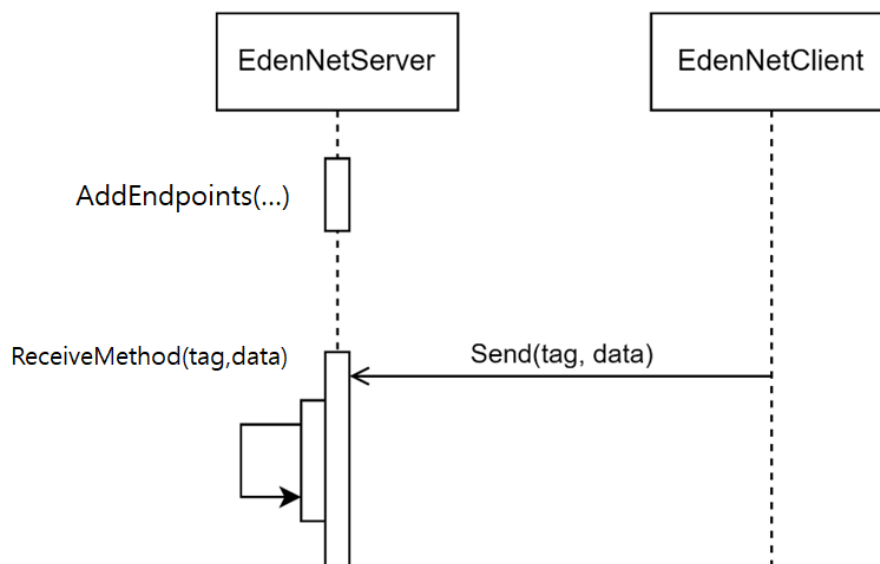 EdenNetServer
EdenNetClient
AddEndpoints(...)
ReceiveMethod(tag,data)
Send(tag, data)